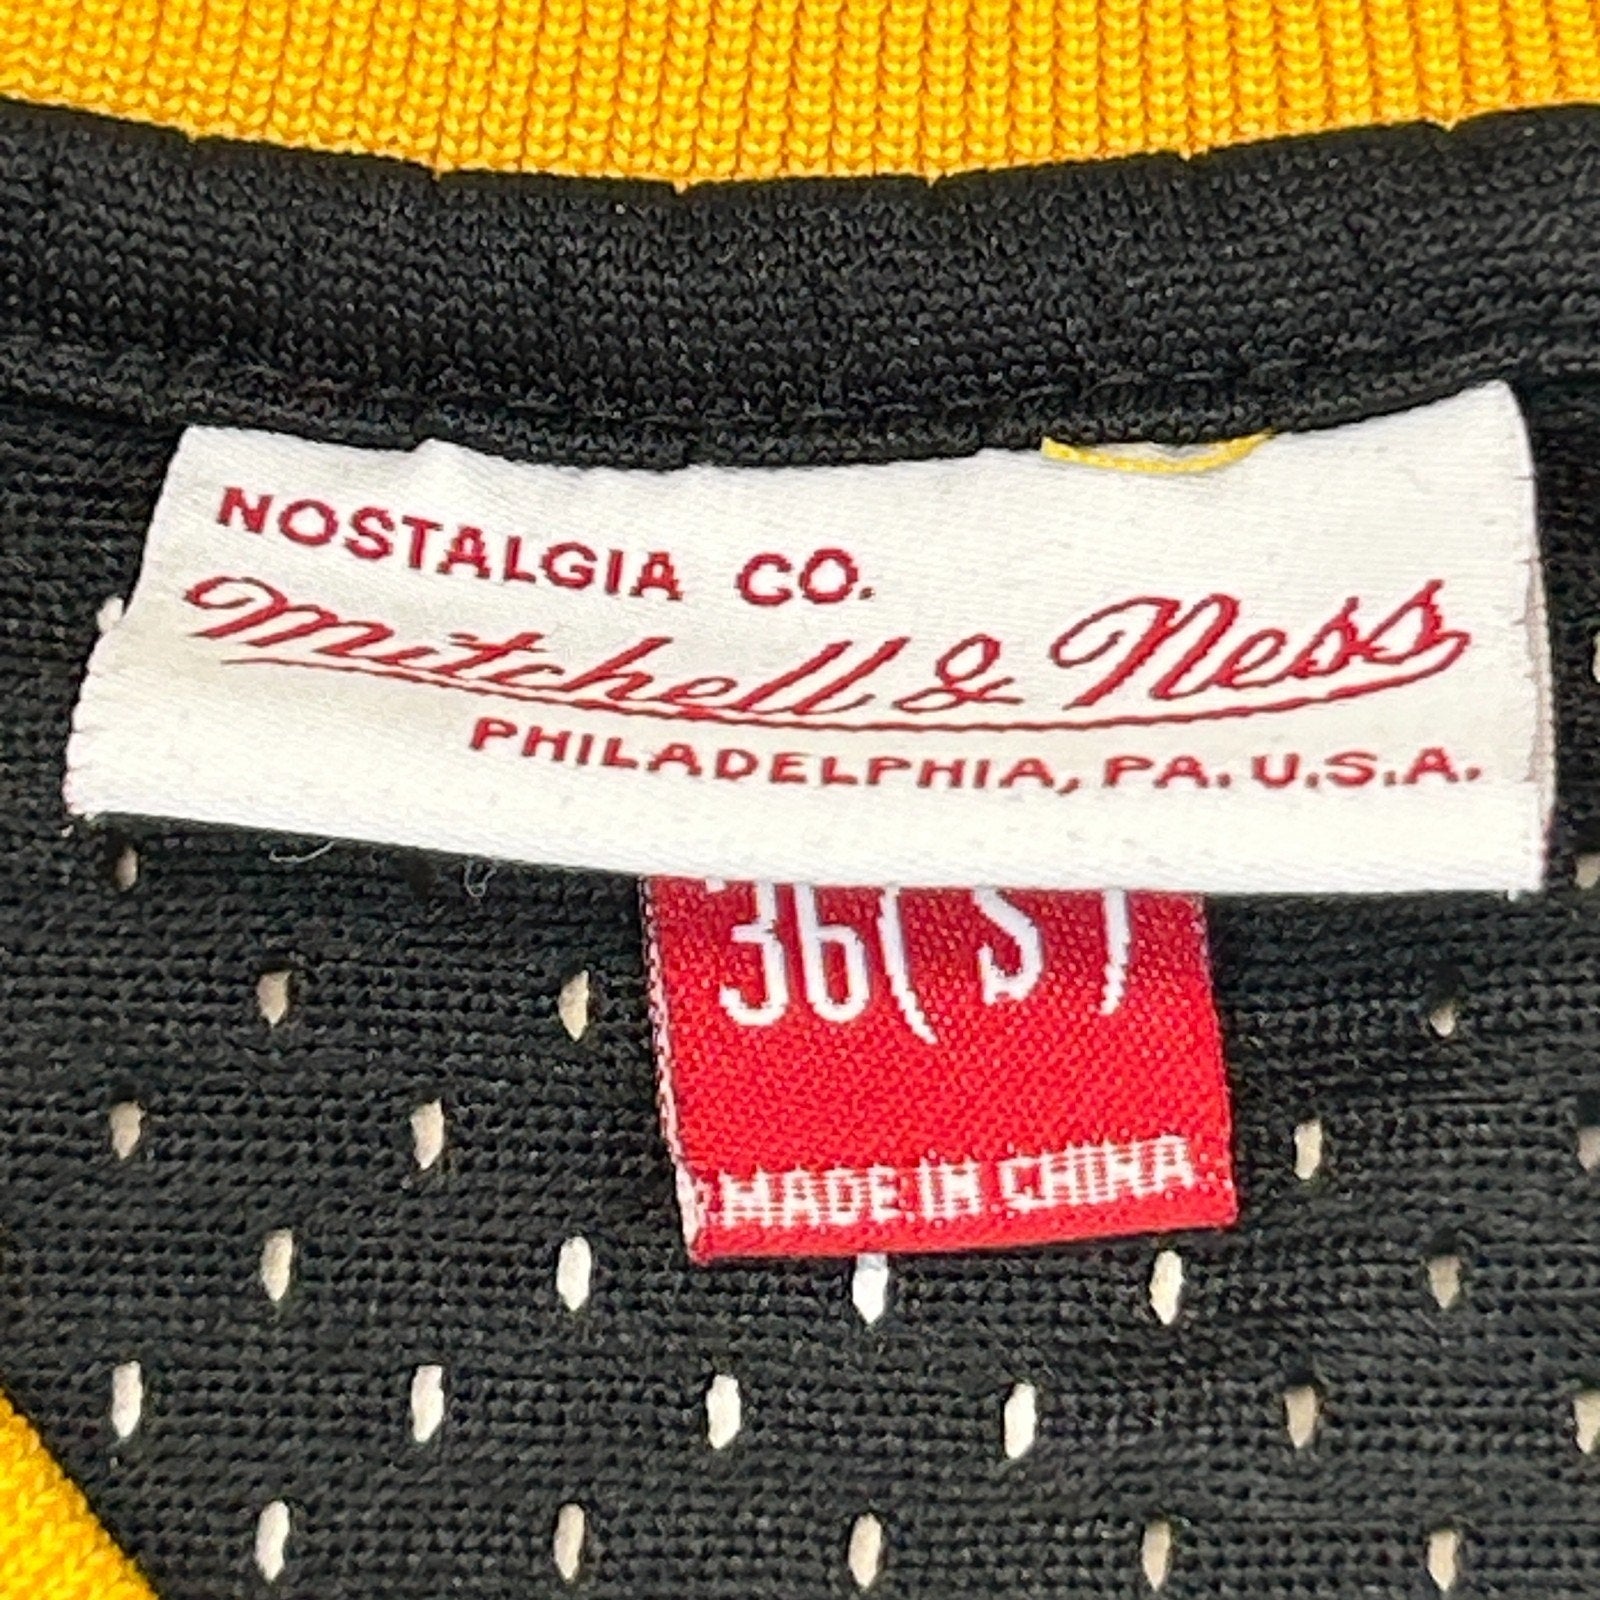 NOSTALGIA CO.
Mitchell & Ness
PHILADELPHIA, PA. U.S.A.
36(S)
MADE IN CHINA